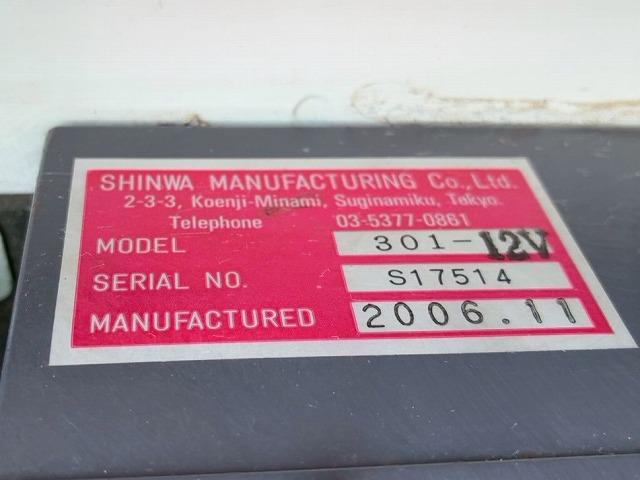 SHINWA MANUFACTURING Co., Ltd.
2-3-3, Koenji-Minami, Suginamiku, Tokyo.
Telephone 03-5377-0861
MODEL 301-12V
SERIAL NO. S17514
MANUFACTURED 2006.11